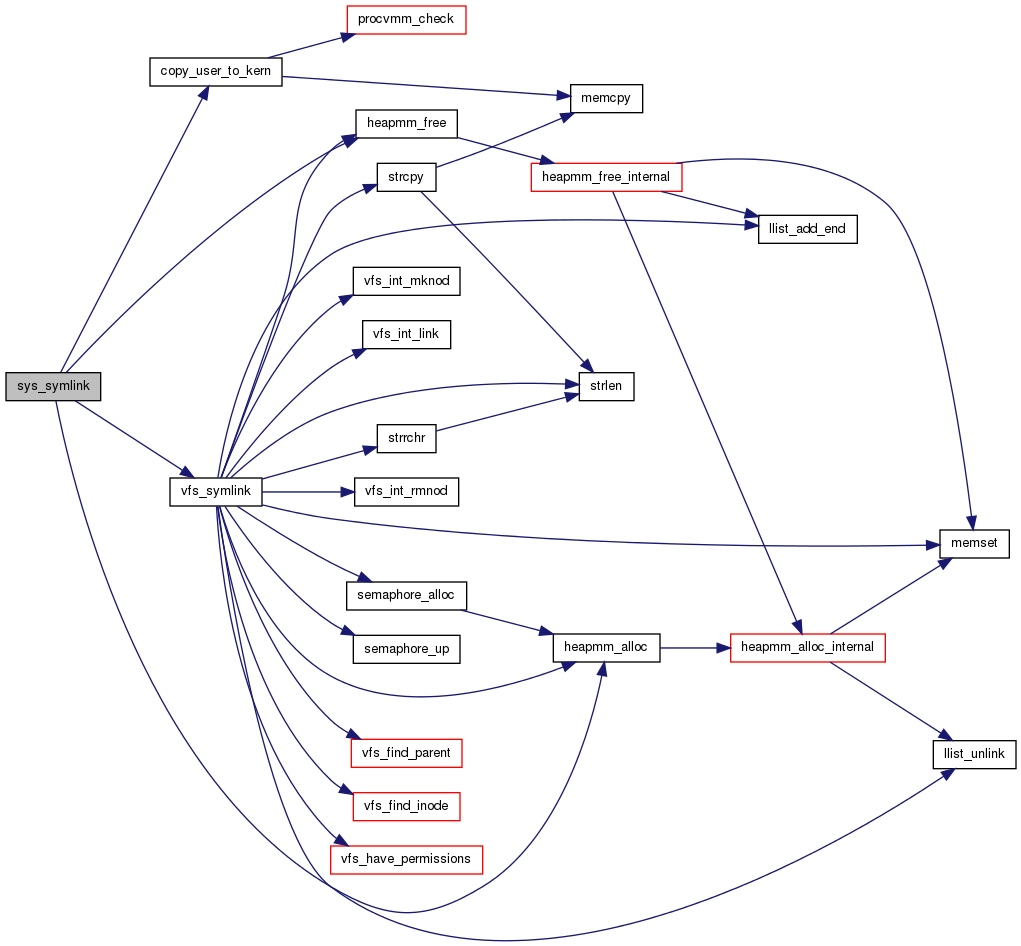 procvmm_check
copy_user_to_kern
memcpy
heapmm_free
strcpy
heapmm_free_internal
llist_add_end
vfs_int_mknod
vfs_int_link
sys_symlink
strlen
strrchr
vfs_symlink
vfs_int_rmnod
memset
semaphore_alloc
semaphore_up
heapmm_alloc
heapmm_alloc_internal
vfs_find_parent
llist_unlink
vfs_find_inode
vfs_have_permissions